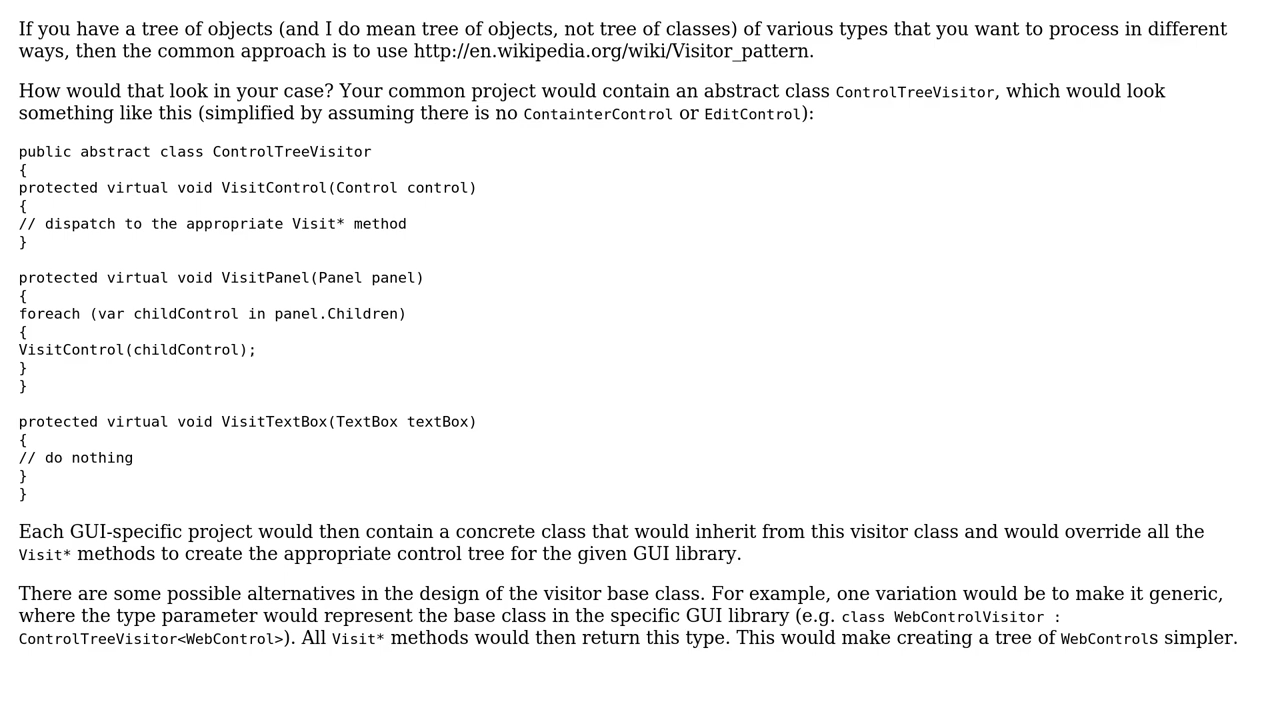 If you have a tree of objects (and I do mean tree of objects, not tree of classes) of various types that you want to process in different
ways, then the common approach is to use http://en.wikipedia.org/wiki/Visitor_pattern.
How would that look in your case? Your common project would contain an abstract class ControlTreeVisitor, which would look
something like this (simplified by assuming there is no ContainterControl or EditControl):
public abstract class ControlTreeVisitor
{
protected virtual void VisitControl(Control control)
{
// dispatch to the appropriate Visit* method
}
protected virtual void VisitPanel(Panel panel)
{
foreach (var childControl in panel.Children)
{
VisitControl(childControl);
}
}
protected virtual void VisitTextBox(TextBox textBox)
{
// do nothing
}
}
Each GUI-specific project would then contain a concrete class that would inherit from this visitor class and would override all the
Visit* methods to create the appropriate control tree for the given GUI library.
There are some possible alternatives in the design of the visitor base class. For example, one variation would be to make it generic,
where the type parameter would represent the base class in the specific GUI library (e.g. class WebControlVisitor :
ControlTreeVisitor<WebControl>). All Visit* methods would then return this type. This would make creating a tree of WebControls simpler.